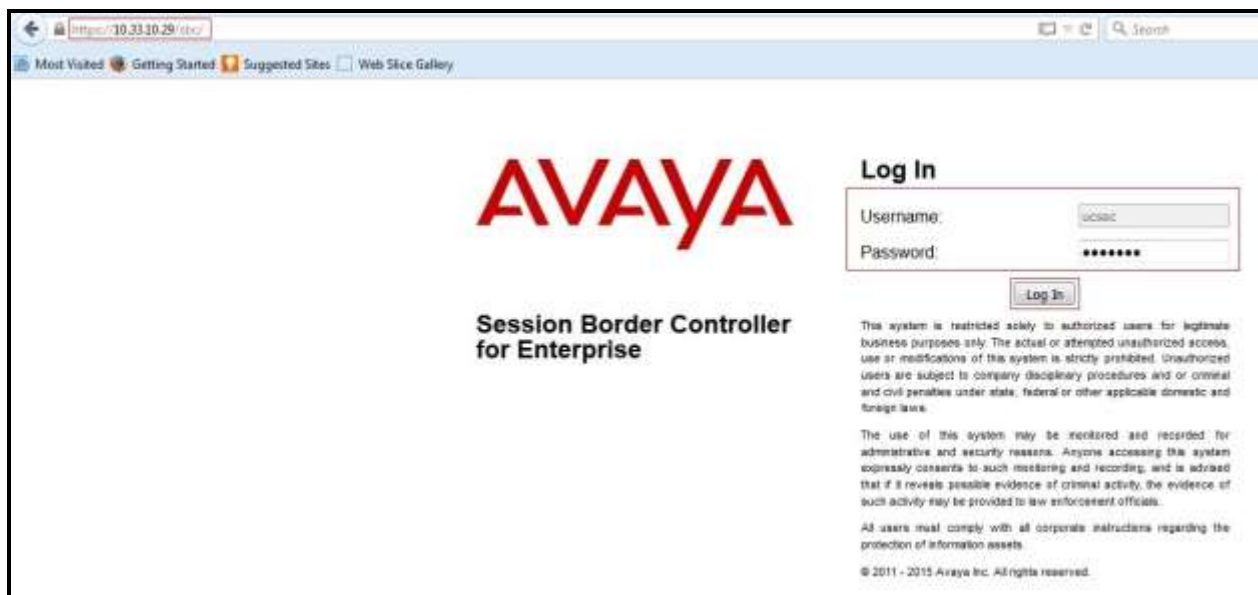 https://10.33.10.29/sbc/
Search
Most Visited Getting Started Suggested Sites Web Slice Gallery
AVAYA
Session Border Controller
for Enterprise
Log In
Username: ucsec
Password: •••••••
Log In
This system is restricted solely to authorized users for legitimate
business purposes only. The actual or attempted unauthorized access,
use or modifications of this system is strictly prohibited. Unauthorized
users are subject to company disciplinary procedures and or criminal
and civil penalties under state, federal or other applicable domestic and
foreign laws.
The use of this system may be monitored and recorded for
administrative and security reasons. Anyone accessing this system
expressly consents to such monitoring and recording, and is advised
that if it reveals possible evidence of criminal activity, the evidence of
such activity may be provided to law enforcement officials.
All users must comply with all corporate instructions regarding the
protection of information assets.
© 2011 - 2015 Avaya Inc. All rights reserved.